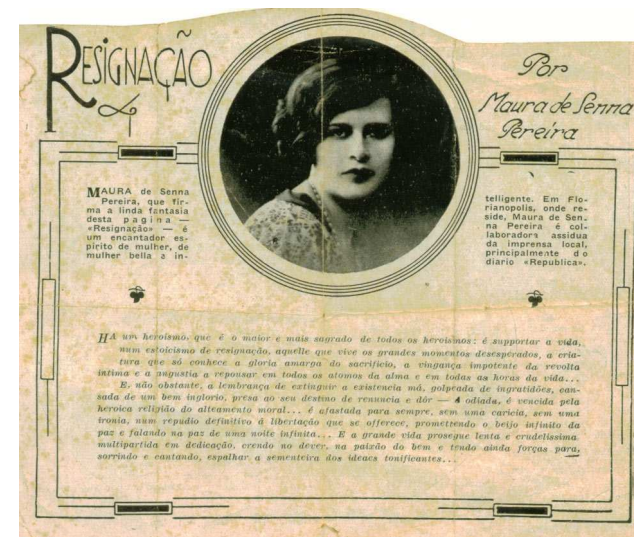 RESIGNAÇÃO
Por
Maura de Senna
Pereira
MAURA de Senna
Pereira, que fir-
ma a linda fantasia
desta pagina —
«Resignação» — é
um encantador es-
pirito de mulher, de
mulher bella a in-
telligente. Em Flo-
rianopolis, onde re-
side, Maura de Sen.
na Pereira é col-
laboradora assidua
da imprensa local,
principalmente do
diario «Republica».
HA um heroismo, que é o maior e mais sagrado de todos os heroismos: é supportar a vida,
num estoicismo de resignação, aquelle que vive os grandes momentos desesperados, a cria-
tura que só conhece a gloria amarga do sacrificio, a vingança impotente da revolta
intima e a angustia a repousar em todos os atomos da alma e em todas as horas da vida...
E, não obstante, a lembrança de extinguir a existencia má, golpeada de ingratidões, can-
sada de um bem inglorio, presa ao seu destino de renuncia e dôr — A odiada, é vencida pela
heroica religião do alteamento moral... é afastada para sempre, sem uma caricia, sem uma
ironia, num repudio definitivo á libertação que se offerece, promettendo o beijo infinito da
paz e falando na paz de uma noite infinita... E a grande vida prosegue lenta e crudelissima
multipartida em dedicação, crendo no dever, na paixão do bem e tendo ainda forças para,
sorrindo e cantando, espalhar a sementeira dos ideaes tonificantes...